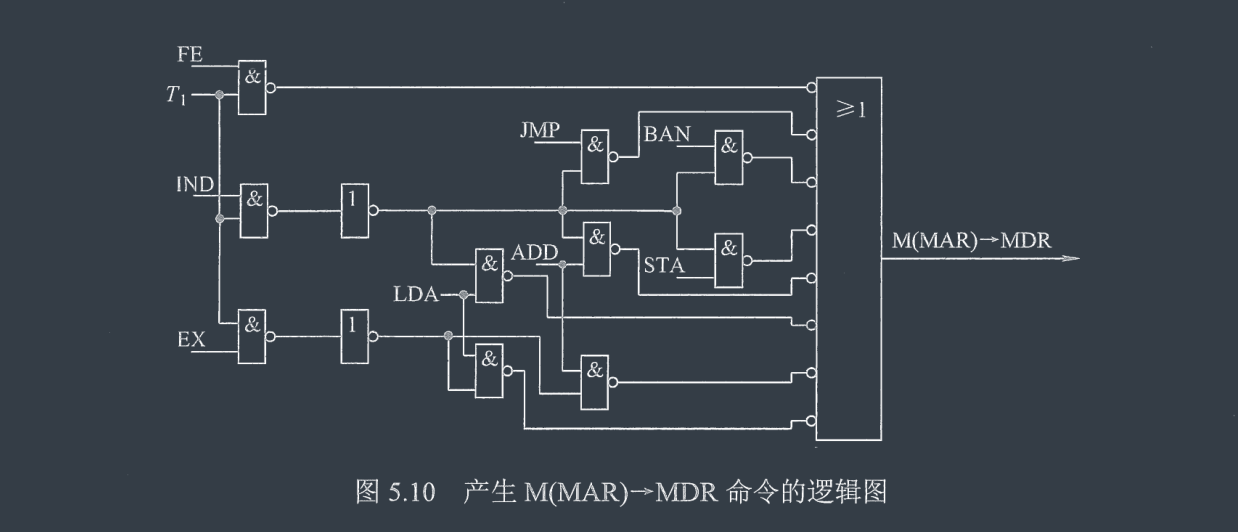 FE
&
T₁
≥1
JMP
&
BAN
&
IND
&
1
M(MAR)→MDR
&
ADD
&
STA
&
LDA
&
1
EX
&
&
图 5.10 产生 M(MAR)→MDR 命令的逻辑图